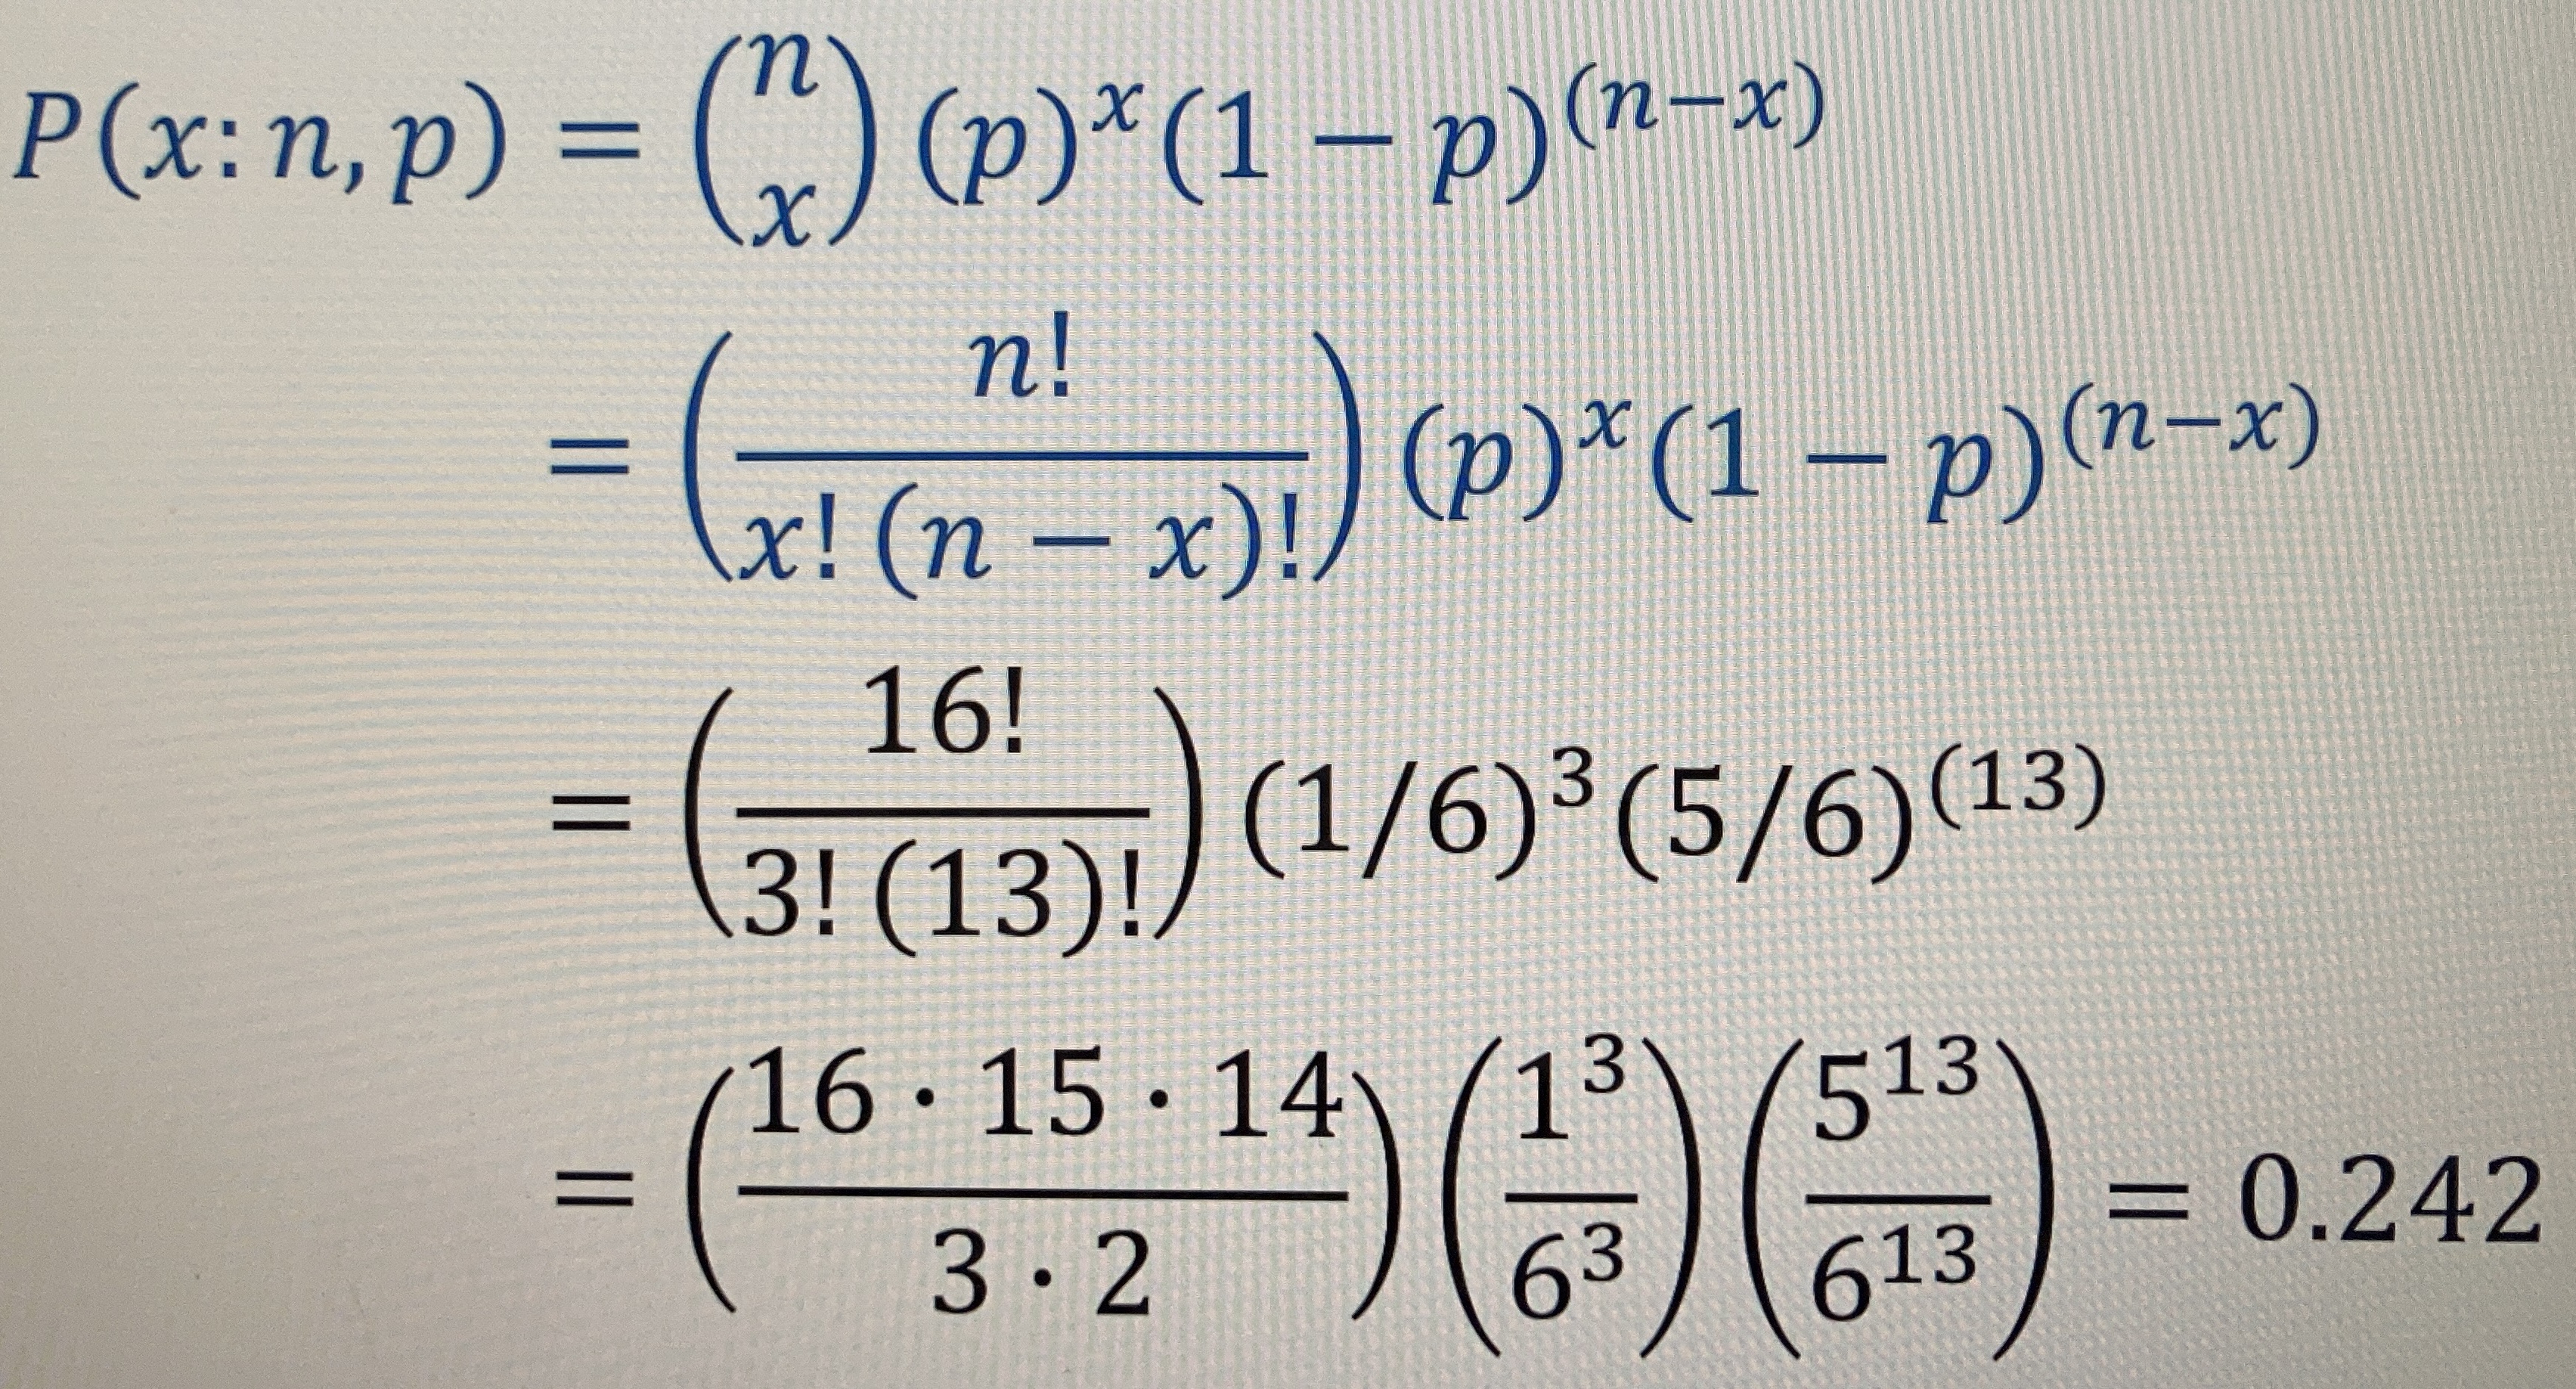 P(x: n, p) = (n x) (p)^x (1 − p)^(n−x)
= (n! / x! (n − x)!) (p)^x (1 − p)^(n−x)
= (16! / 3! (13)!) (1/6)^3 (5/6)^(13)
= (16 · 15 · 14 / 3 · 2) (1^3 / 6^3) (5^13 / 6^13) = 0.242